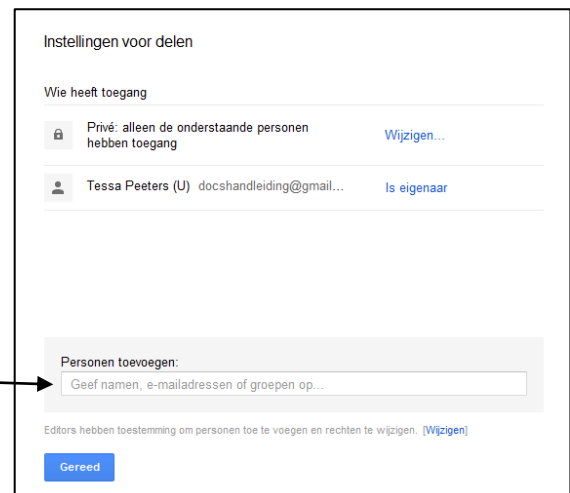 Instellingen voor delen
Wie heeft toegang
Privé: alleen de onderstaande personen
hebben toegang
Wijzigen...
Tessa Peeters (U) docshandleiding@gmail...
Is eigenaar
Personen toevoegen:
Geef namen, e-mailadressen of groepen op...
Editors hebben toestemming om personen toe te voegen en rechten te wijzigen. [Wijzigen]
Gereed